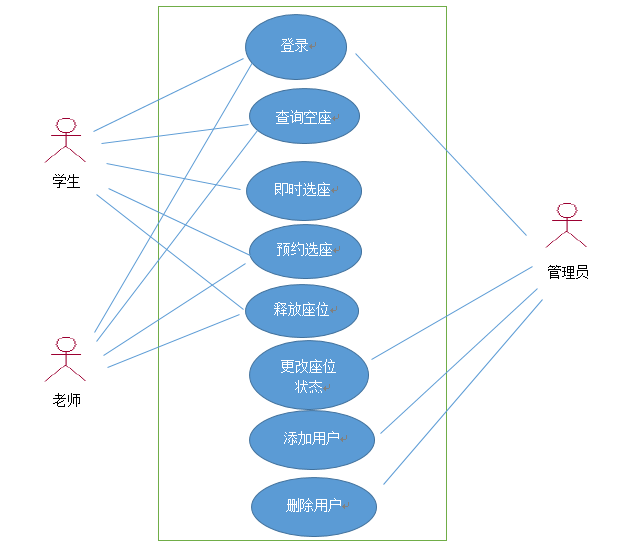 登录
查询空座
学生
即时选座
预约选座
管理员
释放座位
更改座位
状态
老师
添加用户
删除用户